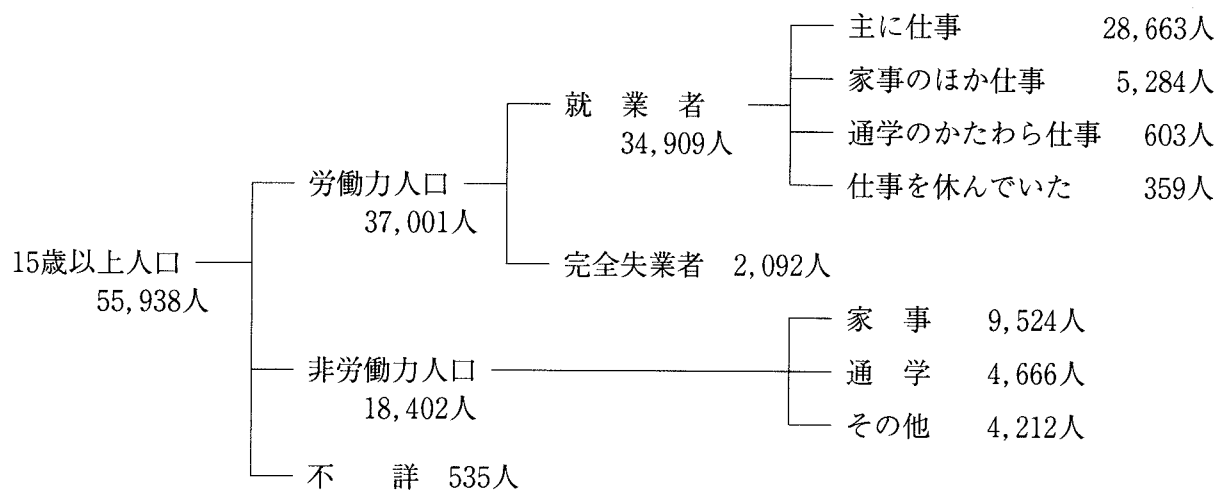 主に仕事 28,663人
家事のほか仕事 5,284人
就業者
34,909人
通学のかたわら仕事 603人
仕事を休んでいた 359人
労働力人口
37,001人
15歳以上人口
55,938人
完全失業者 2,092人
家事 9,524人
非労働力人口
18,402人
通学 4,666人
その他 4,212人
不詳 535人